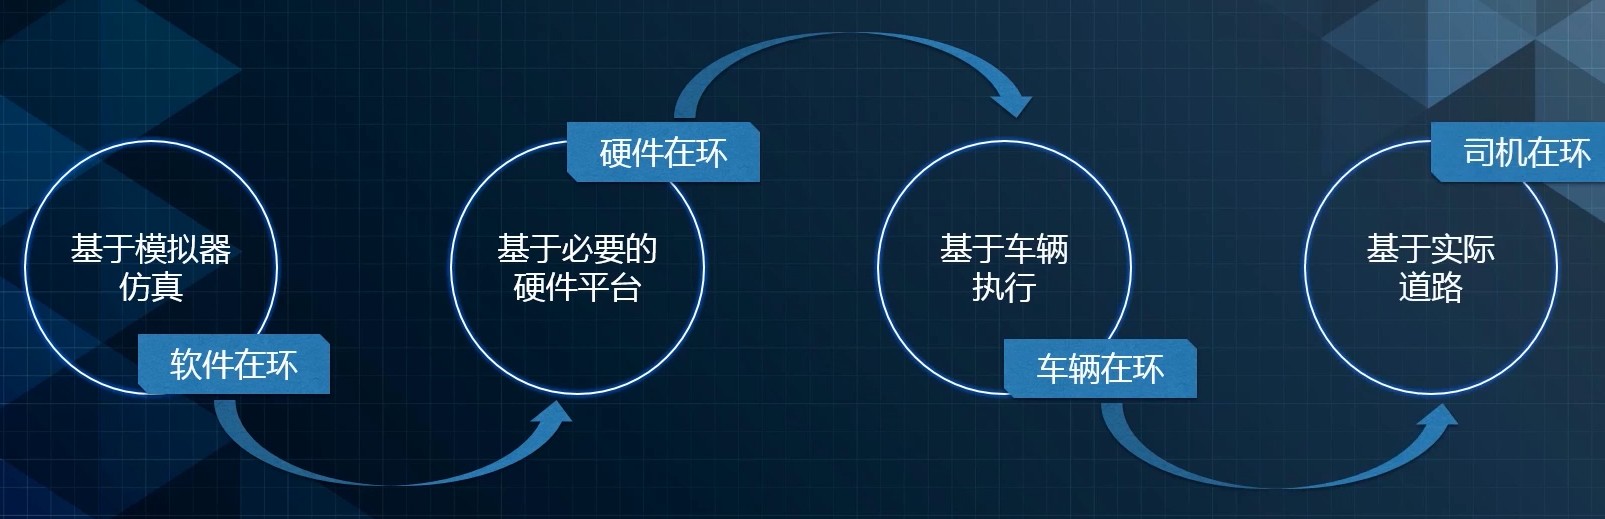 基于模拟器
仿真
软件在环
基于必要的
硬件平台
硬件在环
基于车辆
执行
车辆在环
基于实际
道路
司机在环